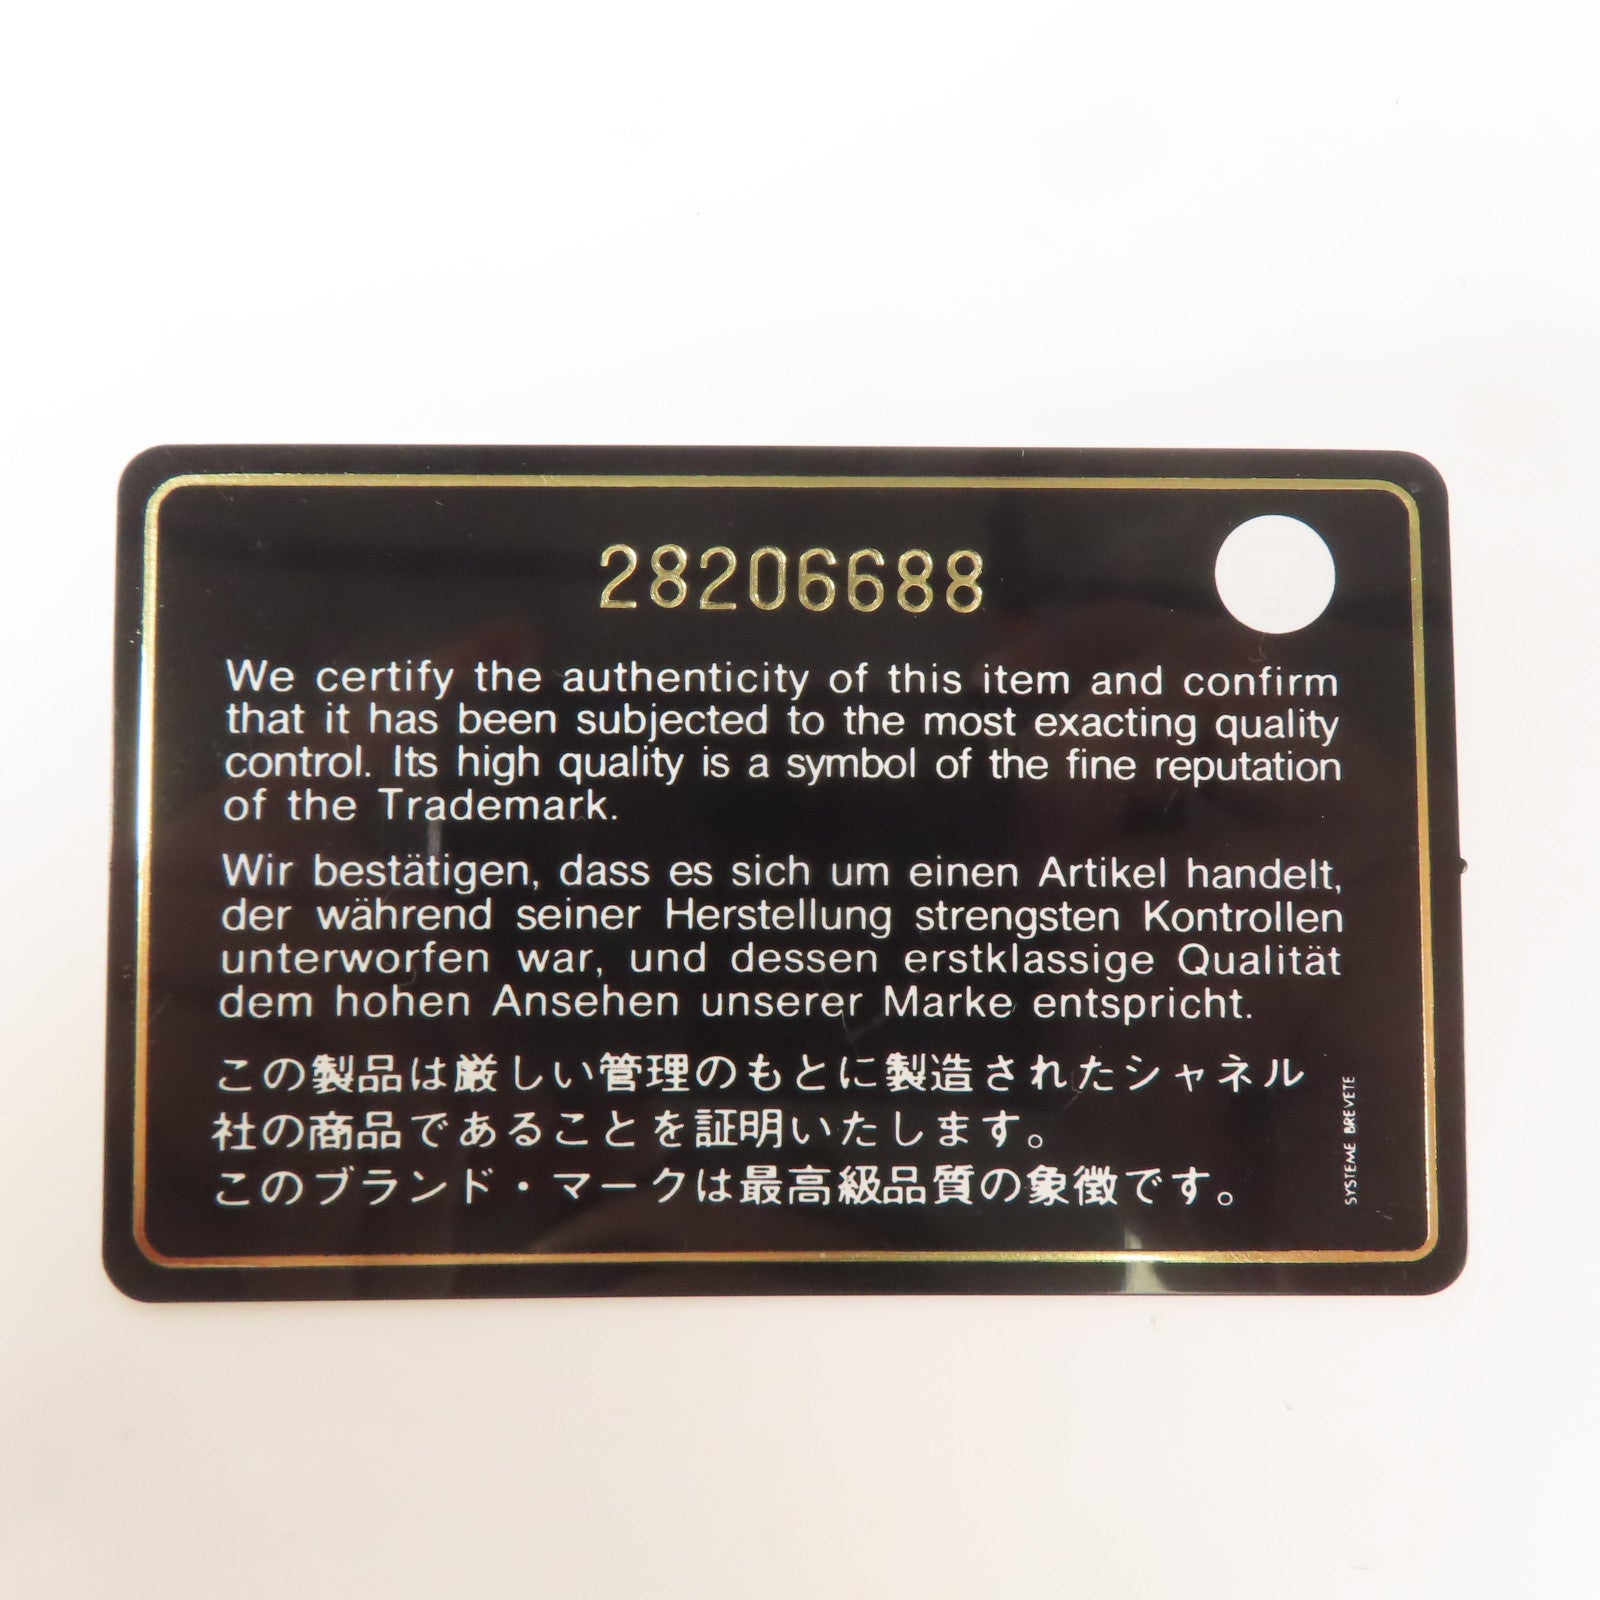 28206688
We certify the authenticity of this item and confirm
that it has been subjected to the most exacting quality
control. Its high quality is a symbol of the fine reputation
of the Trademark.
Wir bestätigen, dass es sich um einen Artikel handelt,
der während seiner Herstellung strengsten Kontrollen
unterworfen war, und dessen erstklassige Qualität
dem hohen Ansehen unserer Marke entspricht.
この製品は厳しい管理のもとに製造されたシャネル
社の商品であることを証明いたします。
このブランド・マークは最高級品質の象徴です。
SYSTEME BREVETE